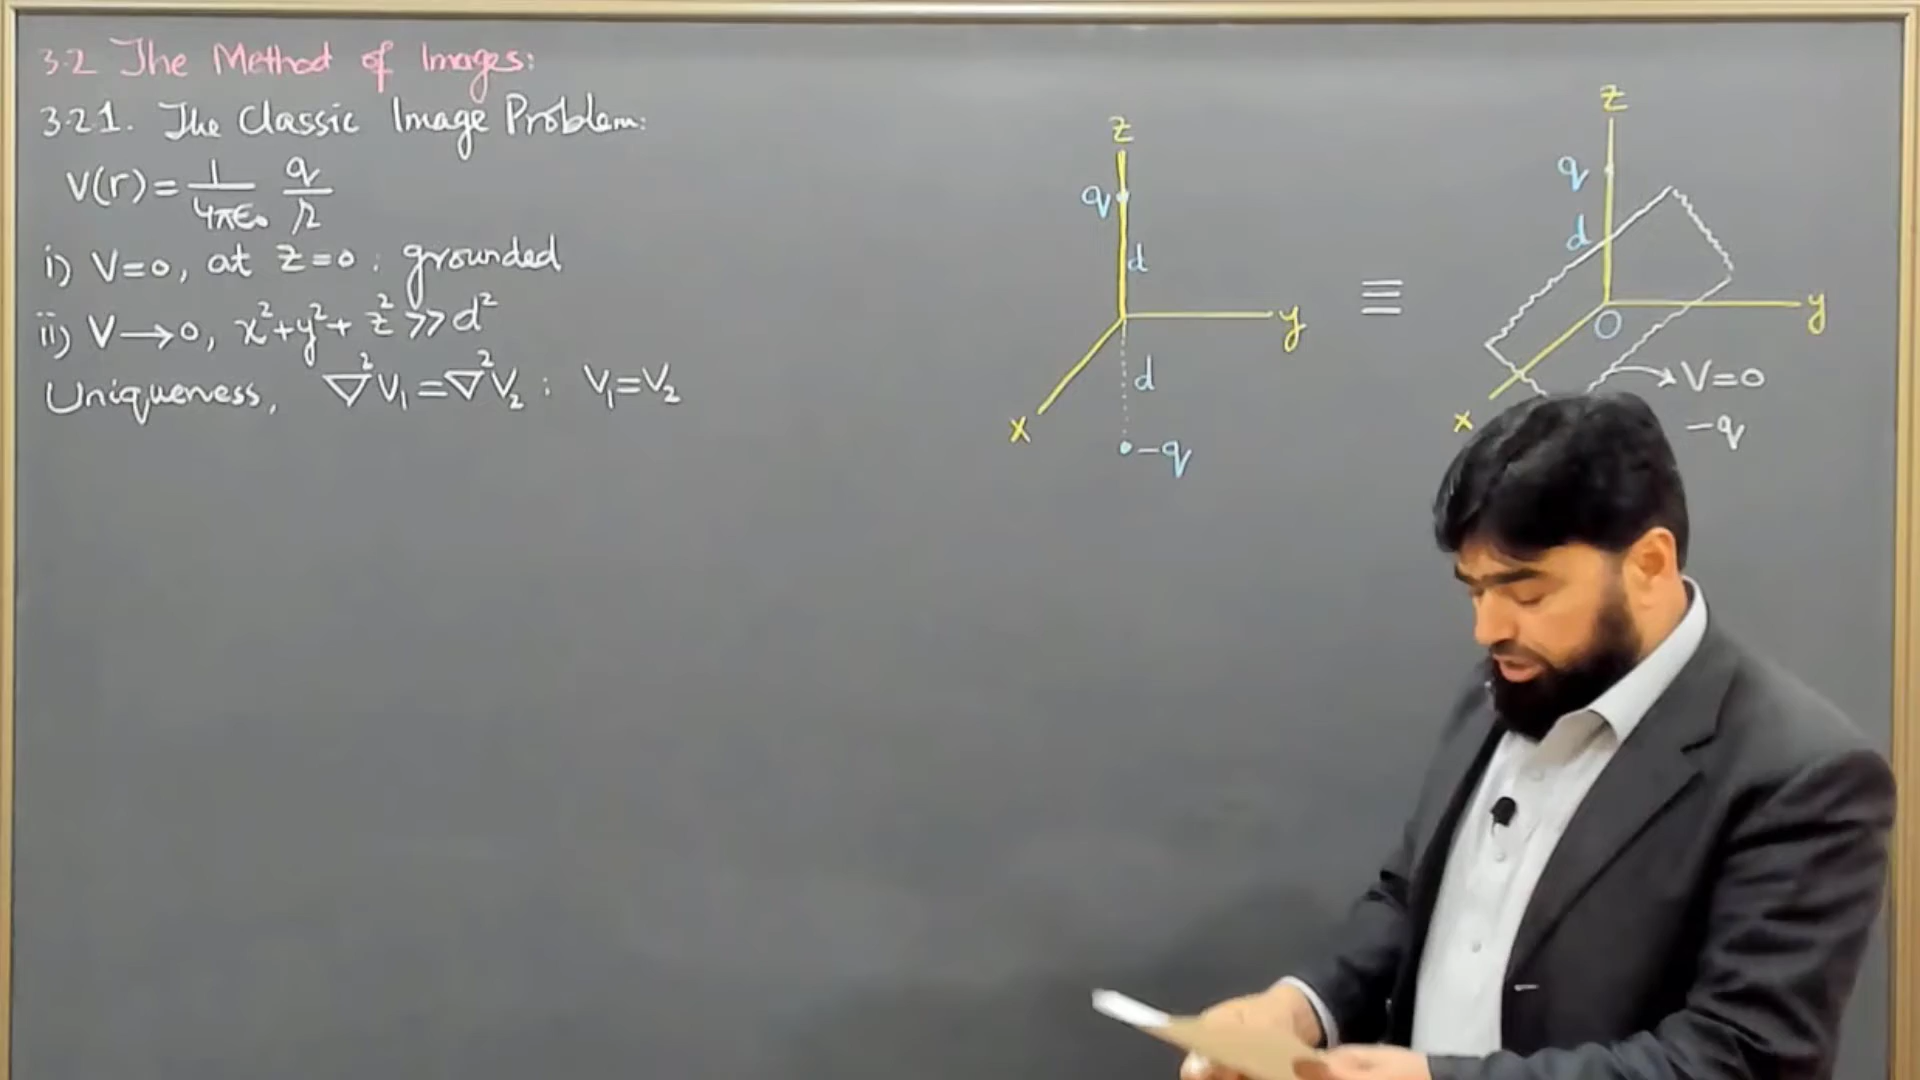 3.2 The Method of Images:
3.2.1. The Classic Image Problem:
V(r) = 1/4πϵ₀ q/r
i) V=0, at z=0 : grounded
ii) V→0, x²+y²+z² >> d²
Uniqueness, ∇²V₁=∇²V₂ : V₁=V₂
z
q
d
y
x
d
-q
≡
z
q
d
y
O
x
V=0
-q